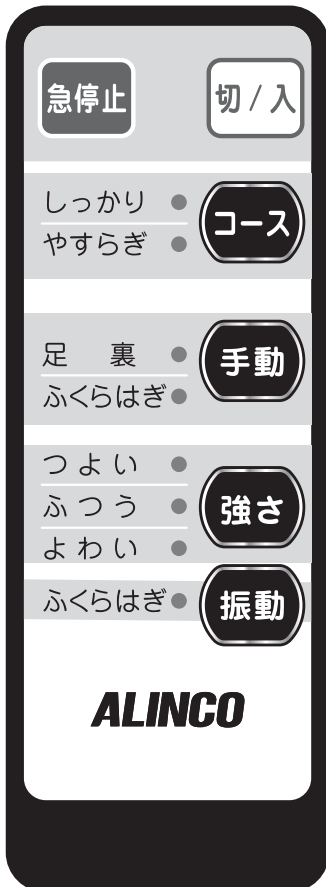 急停止 切/入
しっかり
コース
やすらぎ
足 裏
手動
ふくらはぎ
つよい
ふつう
強さ
よわい
ふくらはぎ 振動
ALINCO